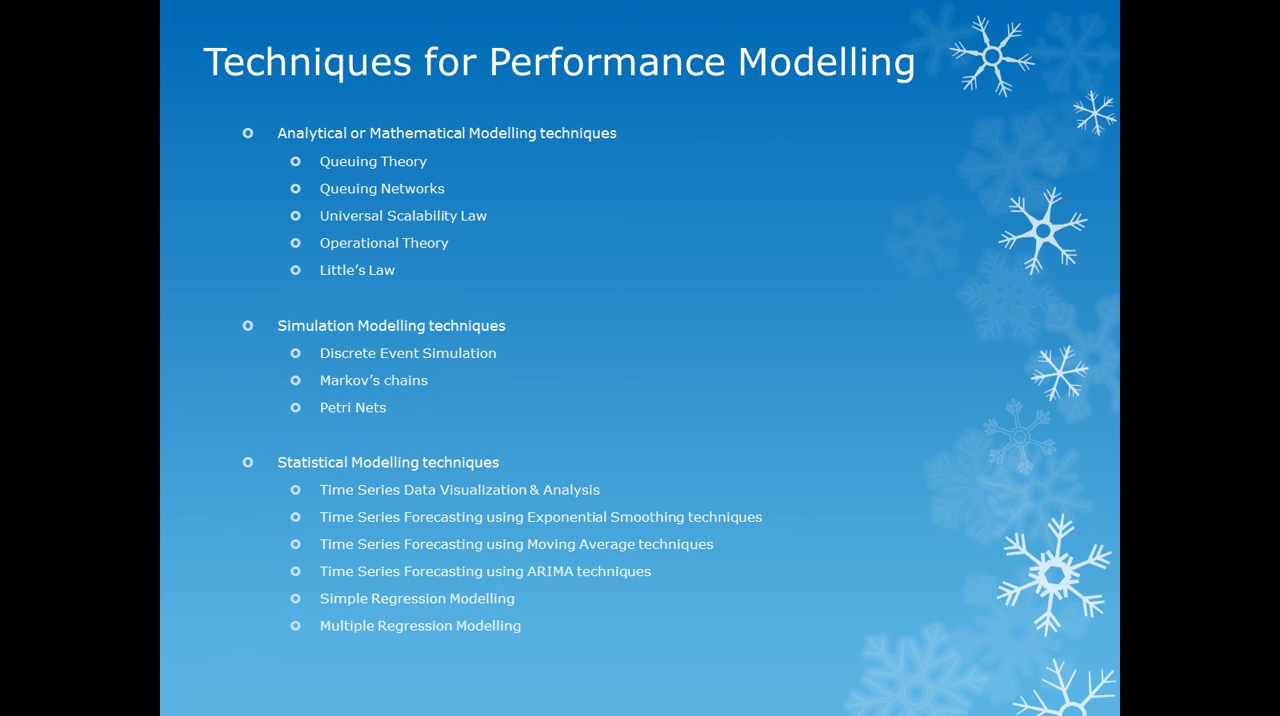 Techniques for Performance Modelling
Analytical or Mathematical Modelling techniques
Queuing Theory
Queuing Networks
Universal Scalability Law
Operational Theory
Little’s Law
Simulation Modelling techniques
Discrete Event Simulation
Markov’s chains
Petri Nets
Statistical Modelling techniques
Time Series Data Visualization & Analysis
Time Series Forecasting using Exponential Smoothing techniques
Time Series Forecasting using Moving Average techniques
Time Series Forecasting using ARIMA techniques
Simple Regression Modelling
Multiple Regression Modelling